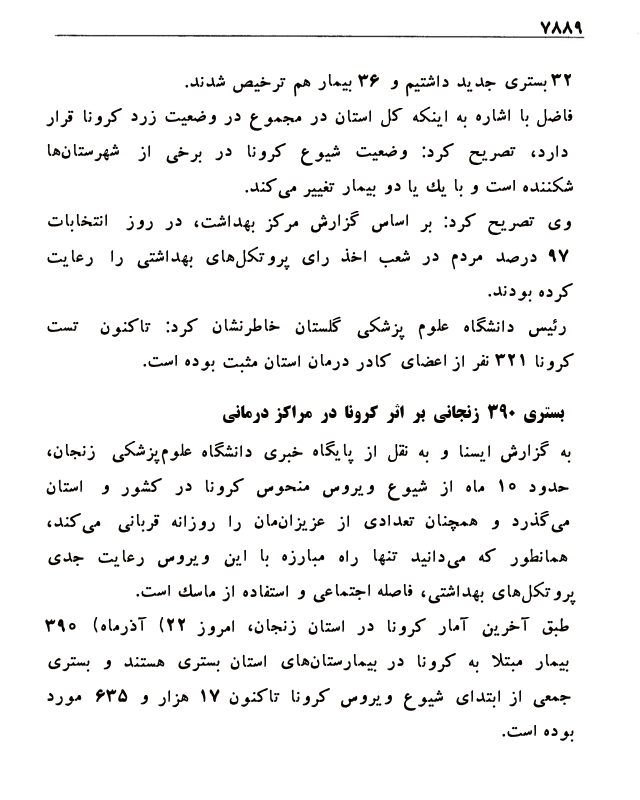 ۷۸۸۹
۳۲ بستری جدید داشتیم و ۳۶ بیمار هم ترخیص شدند.
فاضل با اشاره به اینکه کل استان در مجموع در وضعیت زرد کرونا قرار
دارد، تصریح کرد: وضعیت شیوع کرونا در برخی از شهرستان‌ها
شکننده است و با یك یا دو بیمار تغییر می‌کند.
وی تصریح کرد: بر اساس گزارش مرکز بهداشت، در روز انتخابات
۹۷ درصد مردم در شعب اخذ رای پروتکل‌های بهداشتی را رعایت
کرده بودند.
رئیس دانشگاه علوم پزشکی گلستان خاطرنشان کرد: تاکنون تست
کرونا ۳۲۱ نفر از اعضای کادر درمان استان مثبت بوده است.
بستری ۳۹۰ زنجانی بر اثر کرونا در مراکز درمانی
به گزارش ایسنا و به نقل از پایگاه خبری دانشگاه علوم‌پزشکی زنجان،
حدود ۱۰ ماه از شیوع ویروس منحوس کرونا در کشور و استان
می‌گذرد و همچنان تعدادی از عزیزان‌مان را روزانه قربانی می‌کند،
همانطور که می‌دانید تنها راه مبارزه با این ویروس رعایت جدی
پروتکل‌های بهداشتی، فاصله اجتماعی و استفاده از ماسك است.
طبق آخرین آمار کرونا در استان زنجان، امروز ۲۲) آذرماه) ۳۹۰
بیمار مبتلا به کرونا در بیمارستان‌های استان بستری هستند و بستری
جمعی از ابتدای شیوع ویروس کرونا تاکنون ۱۷ هزار و ۶۳۵ مورد
بوده است.